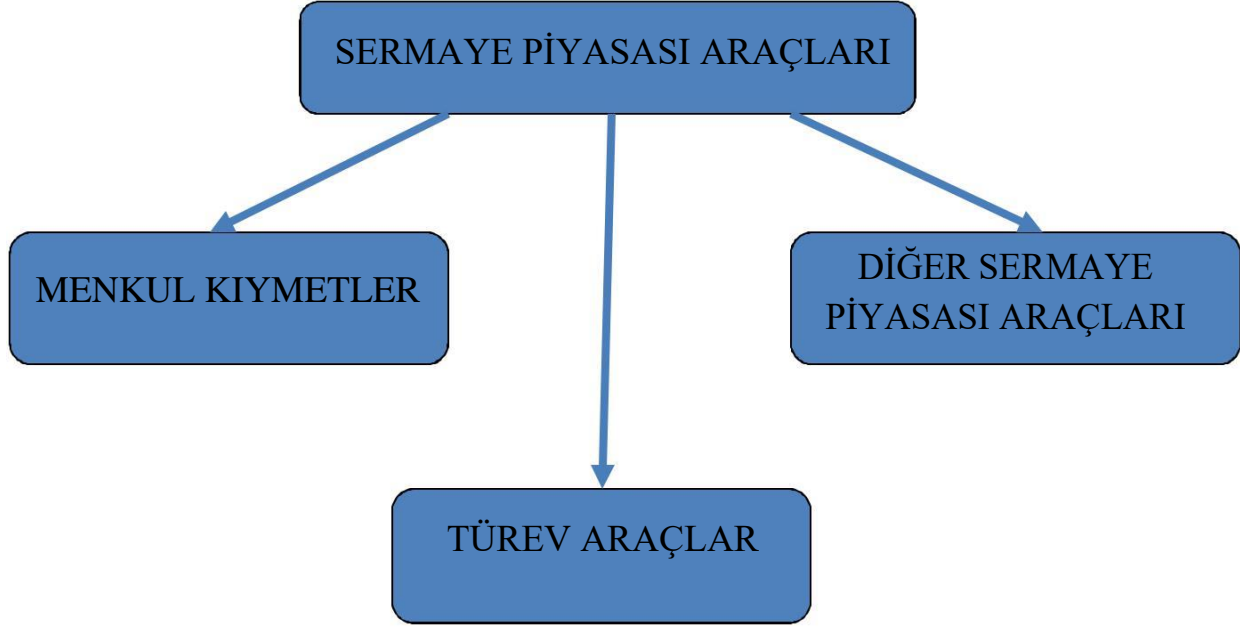 SERMAYE PİYASASI ARAÇLARI
MENKUL KIYMETLER
DİĞER SERMAYE
PİYASASI ARAÇLARI
TÜREV ARAÇLAR